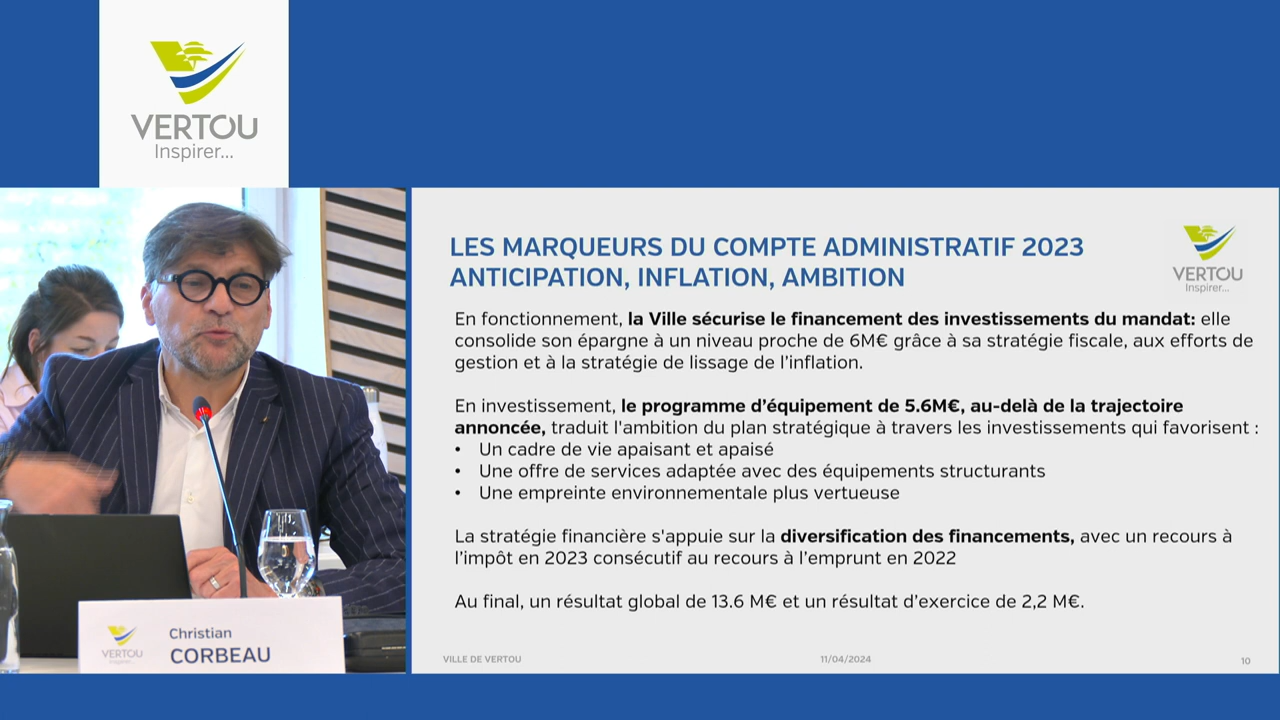 VERTOU
Inspirer...
LES MARQUEURS DU COMPTE ADMINISTRATIF 2023
ANTICIPATION, INFLATION, AMBITION
VERTOU
Inspirer...
En fonctionnement, la Ville sécurise le financement des investissements du mandat: elle
consolide son épargne à un niveau proche de 6M€ grâce à sa stratégie fiscale, aux efforts de
gestion et à la stratégie de lissage de l'inflation.
En investissement, le programme d'équipement de 5.6M€, au-delà de la trajectoire
annoncée, traduit l'ambition du plan stratégique à travers les investissements qui favorisent :
• Un cadre de vie apaisant et apaisé
• Une offre de services adaptée avec des équipements structurants
• Une empreinte environnementale plus vertueuse
La stratégie financière s'appuie sur la diversification des financements, avec un recours à
l'impôt en 2023 consécutif au recours à l'emprunt en 2022
Au final, un résultat global de 13.6 M€ et un résultat d'exercice de 2,2 M€.
VILLE DE VERTOU
11/04/2024
10
VERTOU
Inspirer...
Christian
CORBEAU